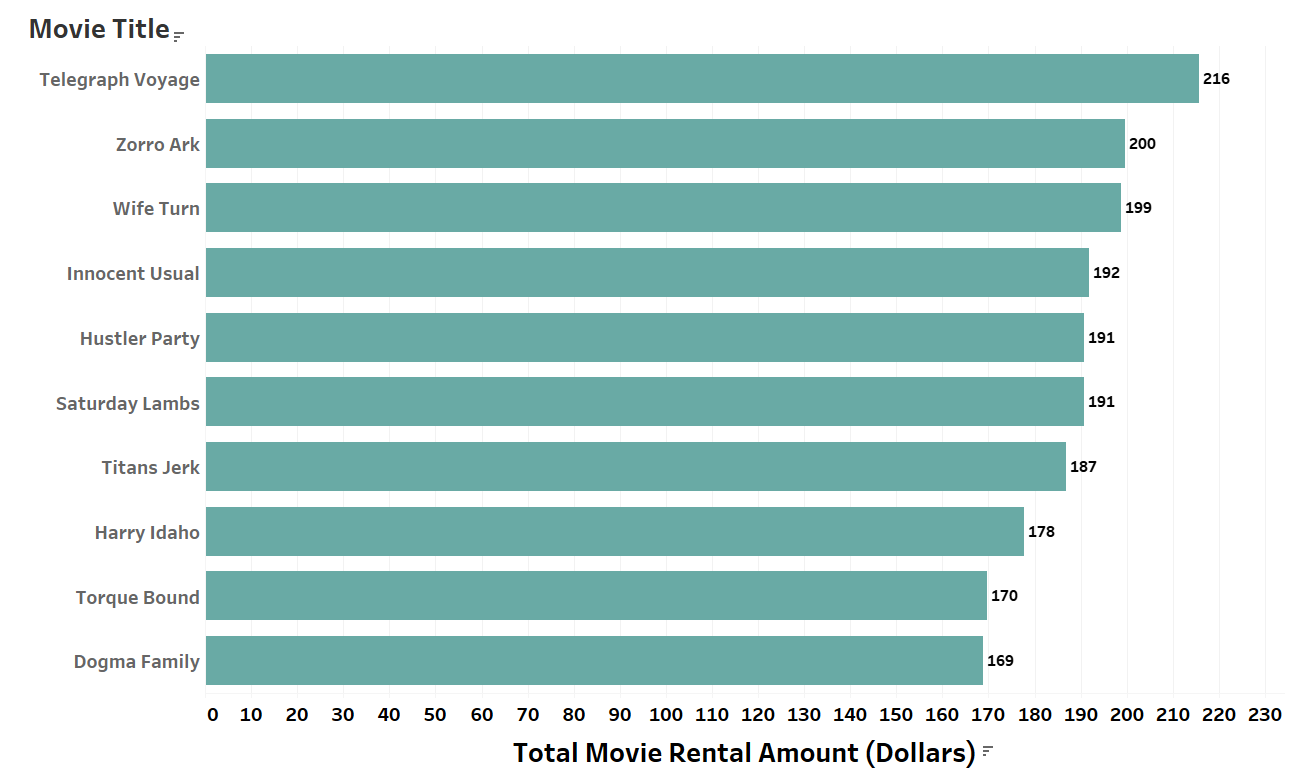 Movie Title
Telegraph Voyage 216
Zorro Ark 200
Wife Turn 199
Innocent Usual 192
Hustler Party 191
Saturday Lambs 191
Titans Jerk 187
Harry Idaho 178
Torque Bound 170
Dogma Family 169
0 10 20 30 40 50 60 70 80 90 100 110 120 130 140 150 160 170 180 190 200 210 220 230
Total Movie Rental Amount (Dollars)